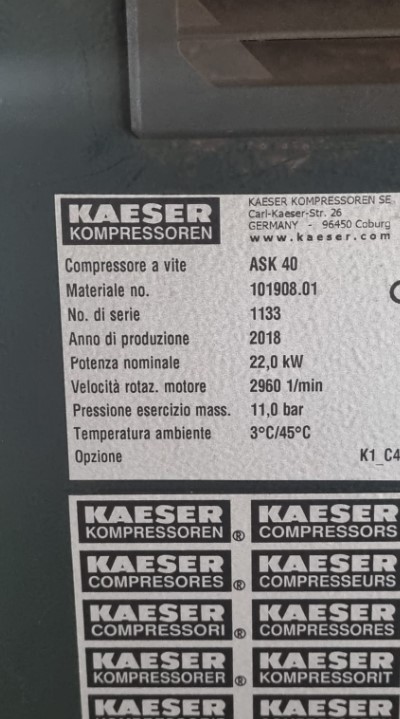 KAESER
KOMPRESSOREN
KAESER KOMPRESSOREN SE
Carl-Kaeser-Str. 26
GERMANY - 96450 Coburg
www.kaeser.com
Compressore a vite ASK 40
Materiale no. 101908.01
No. di serie 1133
Anno di produzione 2018
Potenza nominale 22,0 kW
Velocità rotaz. motore 2960 1/min
Pressione esercizio mass. 11,0 bar
Temperatura ambiente 3°C/45°C
Opzione K1_C4
KAESER KAESER
KOMPRESSOREN ® COMPRESSORS
KAESER KAESER
COMPRESORES ® COMPRESSEURS
KAESER KAESER
COMPRESSORI ® COMPRESSORES
KAESER KAESER
KOMPRESSORER ® KOMPRESSORIT
KAESER KAESER